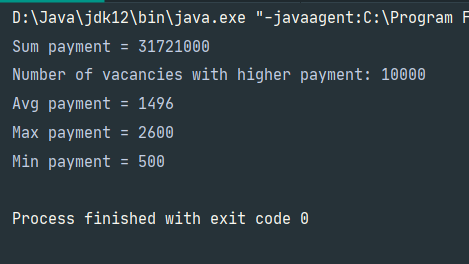 D:\Java\jdk12\bin\java.exe "-javaagent:C:\Program F
Sum payment = 31721000
Number of vacancies with higher payment: 10000
Avg payment = 1496
Max payment = 2600
Min payment = 500
Process finished with exit code 0